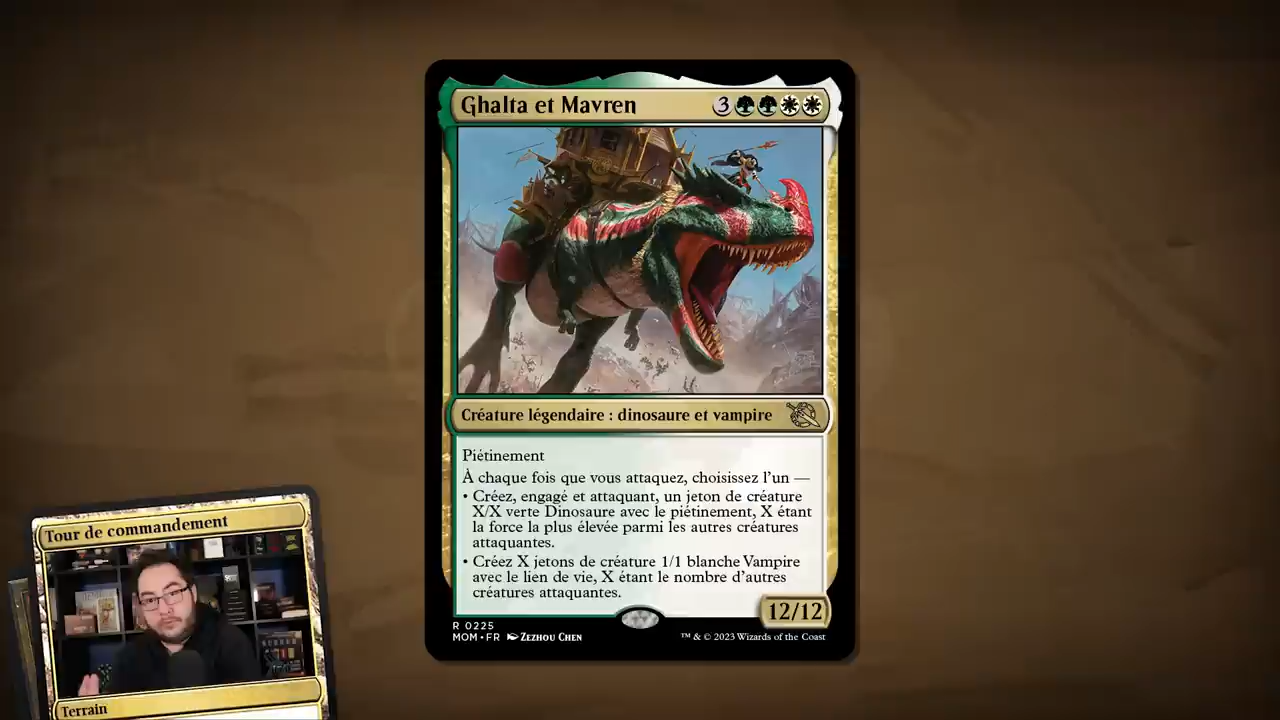 Ghalta et Mavren
3
Créature légendaire : dinosaure et vampire
Piétinement
À chaque fois que vous attaquez, choisissez l'un —
• Créez, engagé et attaquant, un jeton de créature
X/X verte Dinosaure avec le piétinement, X étant
la force la plus élevée parmi les autres créatures
attaquantes.
• Créez X jetons de créature 1/1 blanche Vampire
avec le lien de vie, X étant le nombre d'autres
créatures attaquantes.
12/12
R 0225
MOM • FR Zezhou Chen
™ & © 2023 Wizards of the Coast
Tour de commandement
Terrain